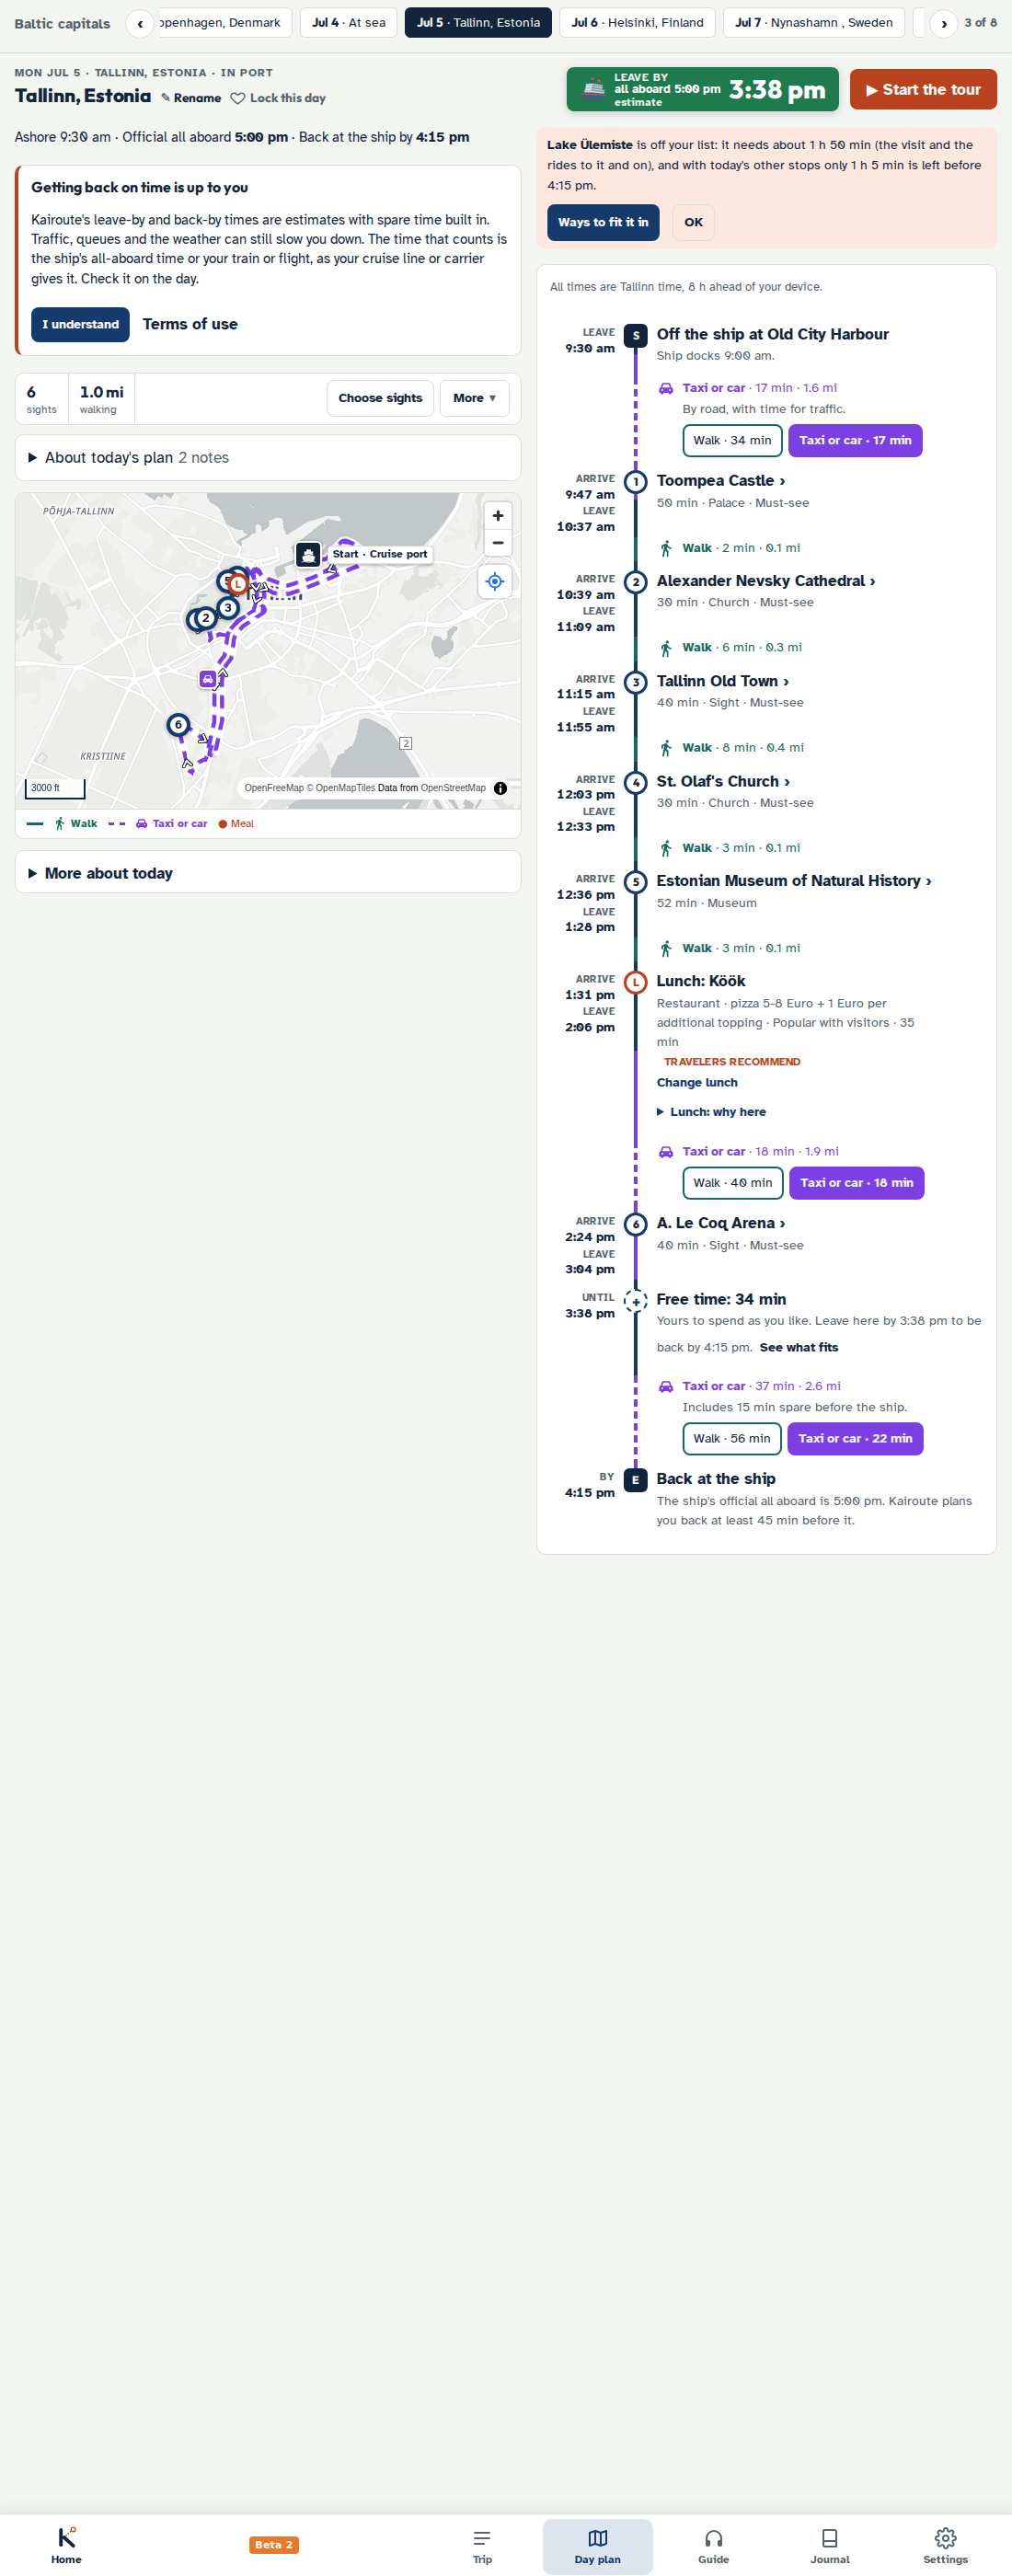 Baltic capitals
‹
openhagen, Denmark
Jul 4 · At sea
Jul 5 · Tallinn, Estonia
Jul 6 · Helsinki, Finland
Jul 7 · Nynashamn , Sweden
›
3 of 8
MON JUL 5 · TALLINN, ESTONIA · IN PORT
Tallinn, Estonia
✎ Rename
Lock this day
LEAVE BY
all aboard 5:00 pm
estimate
3:38 pm
▶ Start the tour
Ashore 9:30 am · Official all aboard 5:00 pm · Back at the ship by 4:15 pm
Getting back on time is up to you
Kairoute's leave-by and back-by times are estimates with spare time built in.
Traffic, queues and the weather can still slow you down. The time that counts is
the ship's all-aboard time or your train or flight, as your cruise line or carrier
gives it. Check it on the day.
I understand
Terms of use
6
sights
1.0 mi
walking
Choose sights
More ▼
▶ About today's plan 2 notes
PÕHJA-TALLINN
Start · Cruise port
5
L
3
2
6
KRISTIINE
2
+
−
3000 ft
OpenFreeMap © OpenMapTiles Data from OpenStreetMap
Walk
Taxi or car
Meal
▶ More about today
Lake Ülemiste is off your list: it needs about 1 h 50 min (the visit and the
rides to it and on), and with today's other stops only 1 h 5 min is left before
4:15 pm.
Ways to fit it in
OK
All times are Tallinn time, 8 h ahead of your device.
LEAVE
9:30 am
S
Off the ship at Old City Harbour
Ship docks 9:00 am.
Taxi or car · 17 min · 1.6 mi
By road, with time for traffic.
Walk · 34 min
Taxi or car · 17 min
ARRIVE
9:47 am
LEAVE
10:37 am
1
Toompea Castle ›
50 min · Palace · Must-see
Walk · 2 min · 0.1 mi
ARRIVE
10:39 am
LEAVE
11:09 am
2
Alexander Nevsky Cathedral ›
30 min · Church · Must-see
Walk · 6 min · 0.3 mi
ARRIVE
11:15 am
LEAVE
11:55 am
3
Tallinn Old Town ›
40 min · Sight · Must-see
Walk · 8 min · 0.4 mi
ARRIVE
12:03 pm
LEAVE
12:33 pm
4
St. Olaf's Church ›
30 min · Church · Must-see
Walk · 3 min · 0.1 mi
ARRIVE
12:36 pm
LEAVE
1:28 pm
5
Estonian Museum of Natural History ›
52 min · Museum
Walk · 3 min · 0.1 mi
ARRIVE
1:31 pm
LEAVE
2:06 pm
L
Lunch: Köök
Restaurant · pizza 5-8 Euro + 1 Euro per
additional topping · Popular with visitors · 35
min
TRAVELERS RECOMMEND
Change lunch
▶ Lunch: why here
Taxi or car · 18 min · 1.9 mi
Walk · 40 min
Taxi or car · 18 min
ARRIVE
2:24 pm
LEAVE
3:04 pm
6
A. Le Coq Arena ›
40 min · Sight · Must-see
UNTIL
3:38 pm
+
Free time: 34 min
Yours to spend as you like. Leave here by 3:38 pm to be
back by 4:15 pm. See what fits
Taxi or car · 37 min · 2.6 mi
Includes 15 min spare before the ship.
Walk · 56 min
Taxi or car · 22 min
BY
4:15 pm
E
Back at the ship
The ship's official all aboard is 5:00 pm. Kairoute plans
you back at least 45 min before it.
Home
Beta 2
Trip
Day plan
Guide
Journal
Settings